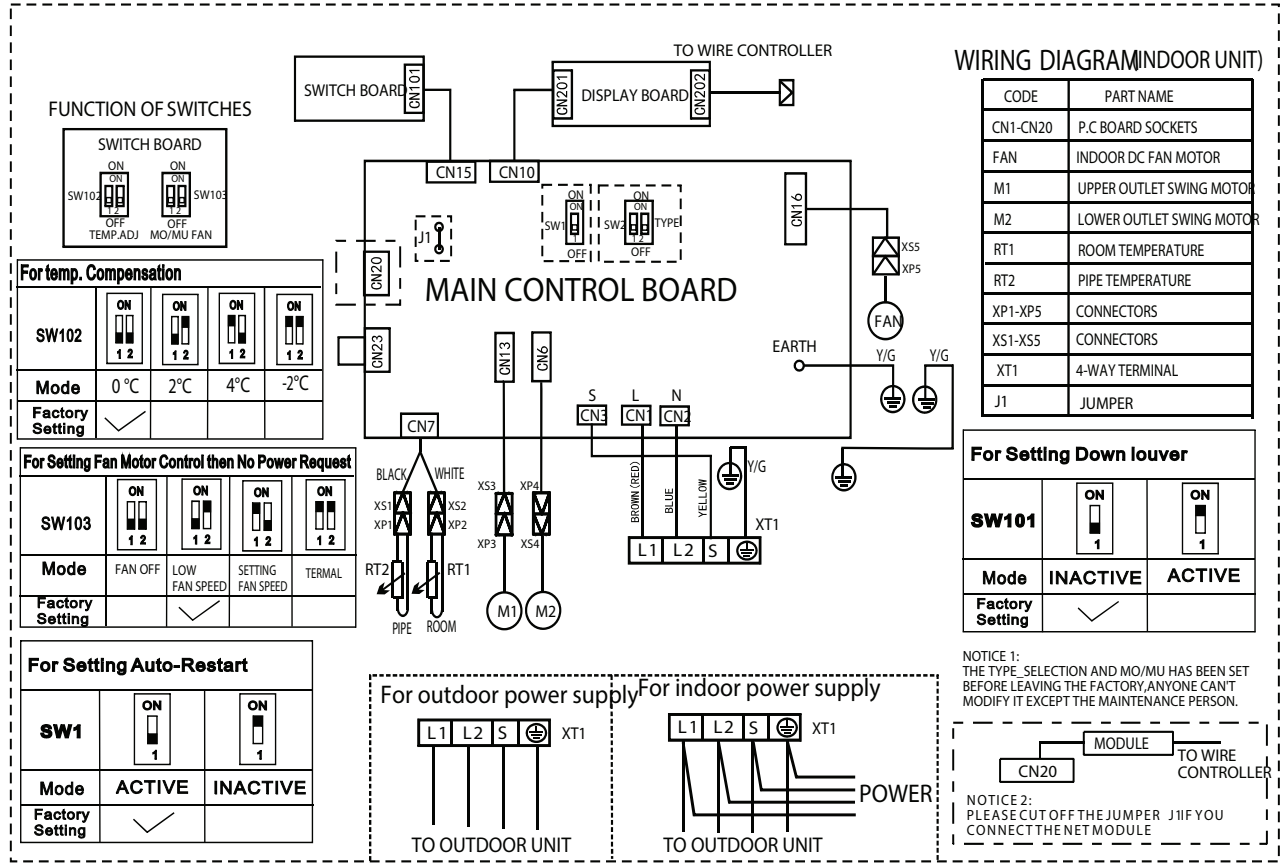 TO WIRE CONTROLLER
SWITCH BOARD
CN101
CN201
DISPLAY BOARD
CN202
FUNCTION OF SWITCHES
SWITCH BOARD
ON
ON
ON
ON
SW102
SW103
1 2
1 2
OFF
OFF
TEMP.ADJ
MO/MU FAN
For temp. Compensation
SW102
ON
1 2
ON
1 2
ON
1 2
ON
1 2
Mode
0 °C
2°C
4°C
-2°C
Factory
Setting
For Setting Fan Motor Control then No Power Request
SW103
ON
1 2
ON
1 2
ON
1 2
ON
1 2
Mode
FAN OFF
LOW
FAN SPEED
SETTING
FAN SPEED
TERMAL
Factory
Setting
For Setting Auto-Restart
SW1
ON
1
ON
1
Mode
ACTIVE
INACTIVE
Factory
Setting
CN15
CN10
CN16
J1
ON
ON
SW1
1
OFF
ON
ON
SW2
TYPE
1 2
OFF
CN20
MAIN CONTROL BOARD
CN23
CN13
CN6
XS5
XP5
FAN
EARTH
Y/G
Y/G
S
L
N
CN3
CN1
CN2
CN7
BLACK
WHITE
XS1
XP1
XS2
XP2
XS3
XP3
XP4
XS4
RT2
RT1
PIPE
ROOM
M1
M2
BROWN(RED)
BLUE
YELLOW
Y/G
XT1
L1 L2 S
For outdoor power supply
L1 L2 S
XT1
TO OUTDOOR UNIT
For indoor power supply
L1 L2 S
XT1
POWER
TO OUTDOOR UNIT
WIRING DIAGRAM(INDOOR UNIT)
CODE PART NAME
CN1-CN20 P.C BOARD SOCKETS
FAN INDOOR DC FAN MOTOR
M1 UPPER OUTLET SWING MOTOR
M2 LOWER OUTLET SWING MOTOR
RT1 ROOM TEMPERATURE
RT2 PIPE TEMPERATURE
XP1-XP5 CONNECTORS
XS1-XS5 CONNECTORS
XT1 4-WAY TERMINAL
J1 JUMPER
For Setting Down louver
SW101
ON
1
ON
1
Mode
INACTIVE
ACTIVE
Factory
Setting
NOTICE 1:
THE TYPE_SELECTION AND MO/MU HAS BEEN SET
BEFORE LEAVING THE FACTORY,ANYONE CAN'T
MODIFY IT EXCEPT THE MAINTENANCE PERSON.
MODULE
CN20
TO WIRE
CONTROLLER
NOTICE 2:
PLEASE CUT OFF THE JUMPER J1 IF YOU
CONNECT THE NET MODULE